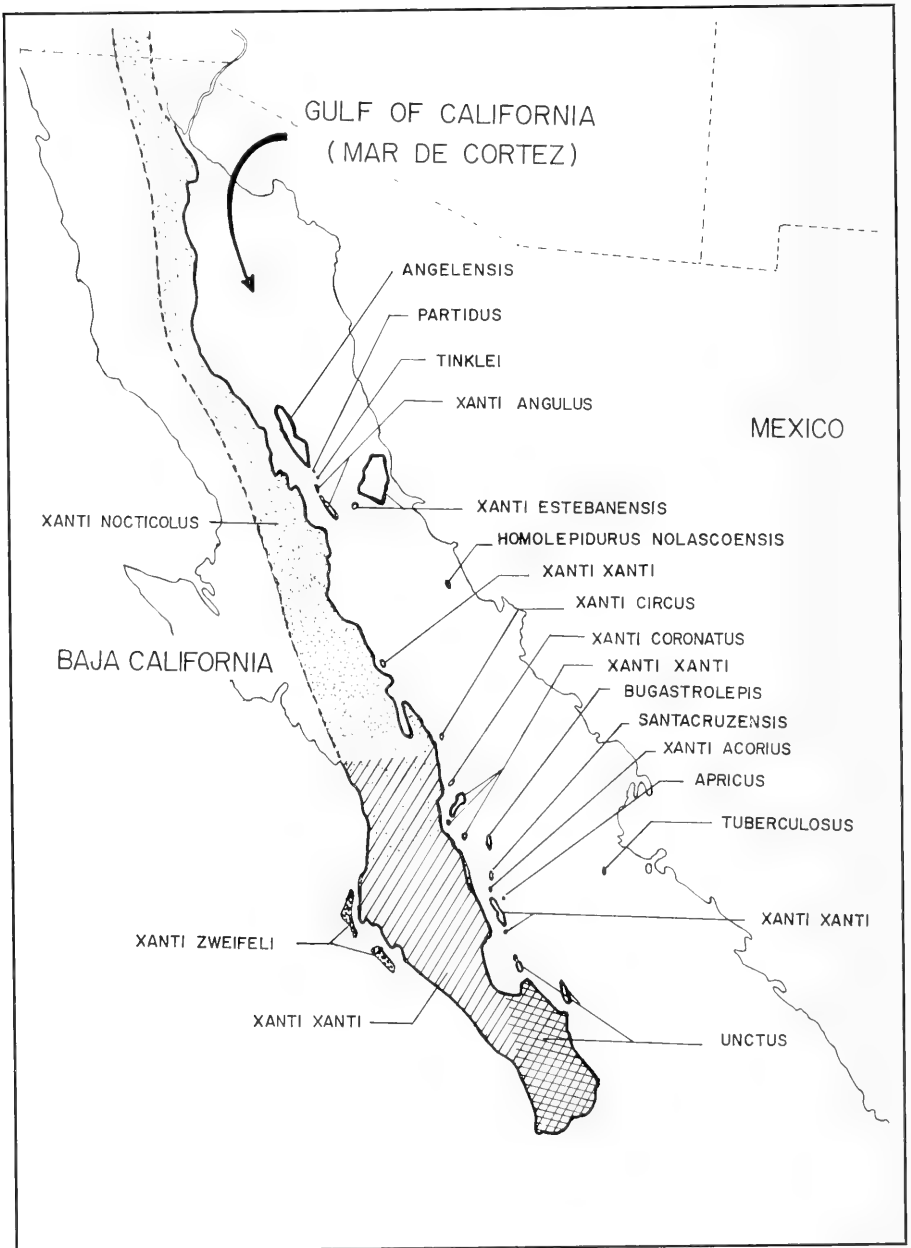 GULF OF CALIFORNIA
(MAR DE CORTEZ)
ANGELENSIS
PARTIDUS
TINKLEI
XANTI ANGULUS
MEXICO
XANTI NOCTICOLUS
XANTI ESTEBANENSIS
HOMOLEPIDURUS NOLASCOENSIS
XANTI XANTI
XANTI CIRCUS
XANTI CORONATUS
BAJA CALIFORNIA
XANTI XANTI
BUGASTROLEPIS
SANTACRUZENSIS
XANTI ACORIUS
APRICUS
TUBERCULOSUS
XANTI XANTI
XANTI ZWEIFELI
XANTI XANTI
UNCTUS